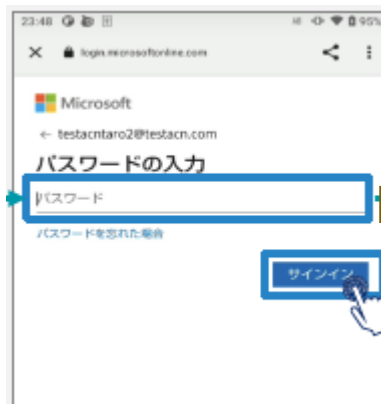 23:48
95%
login.microsoftonline.com
Microsoft
← testacntaro2@testacn.com
パスワードの入力
パスワード
パスワードを忘れた場合
サインイン